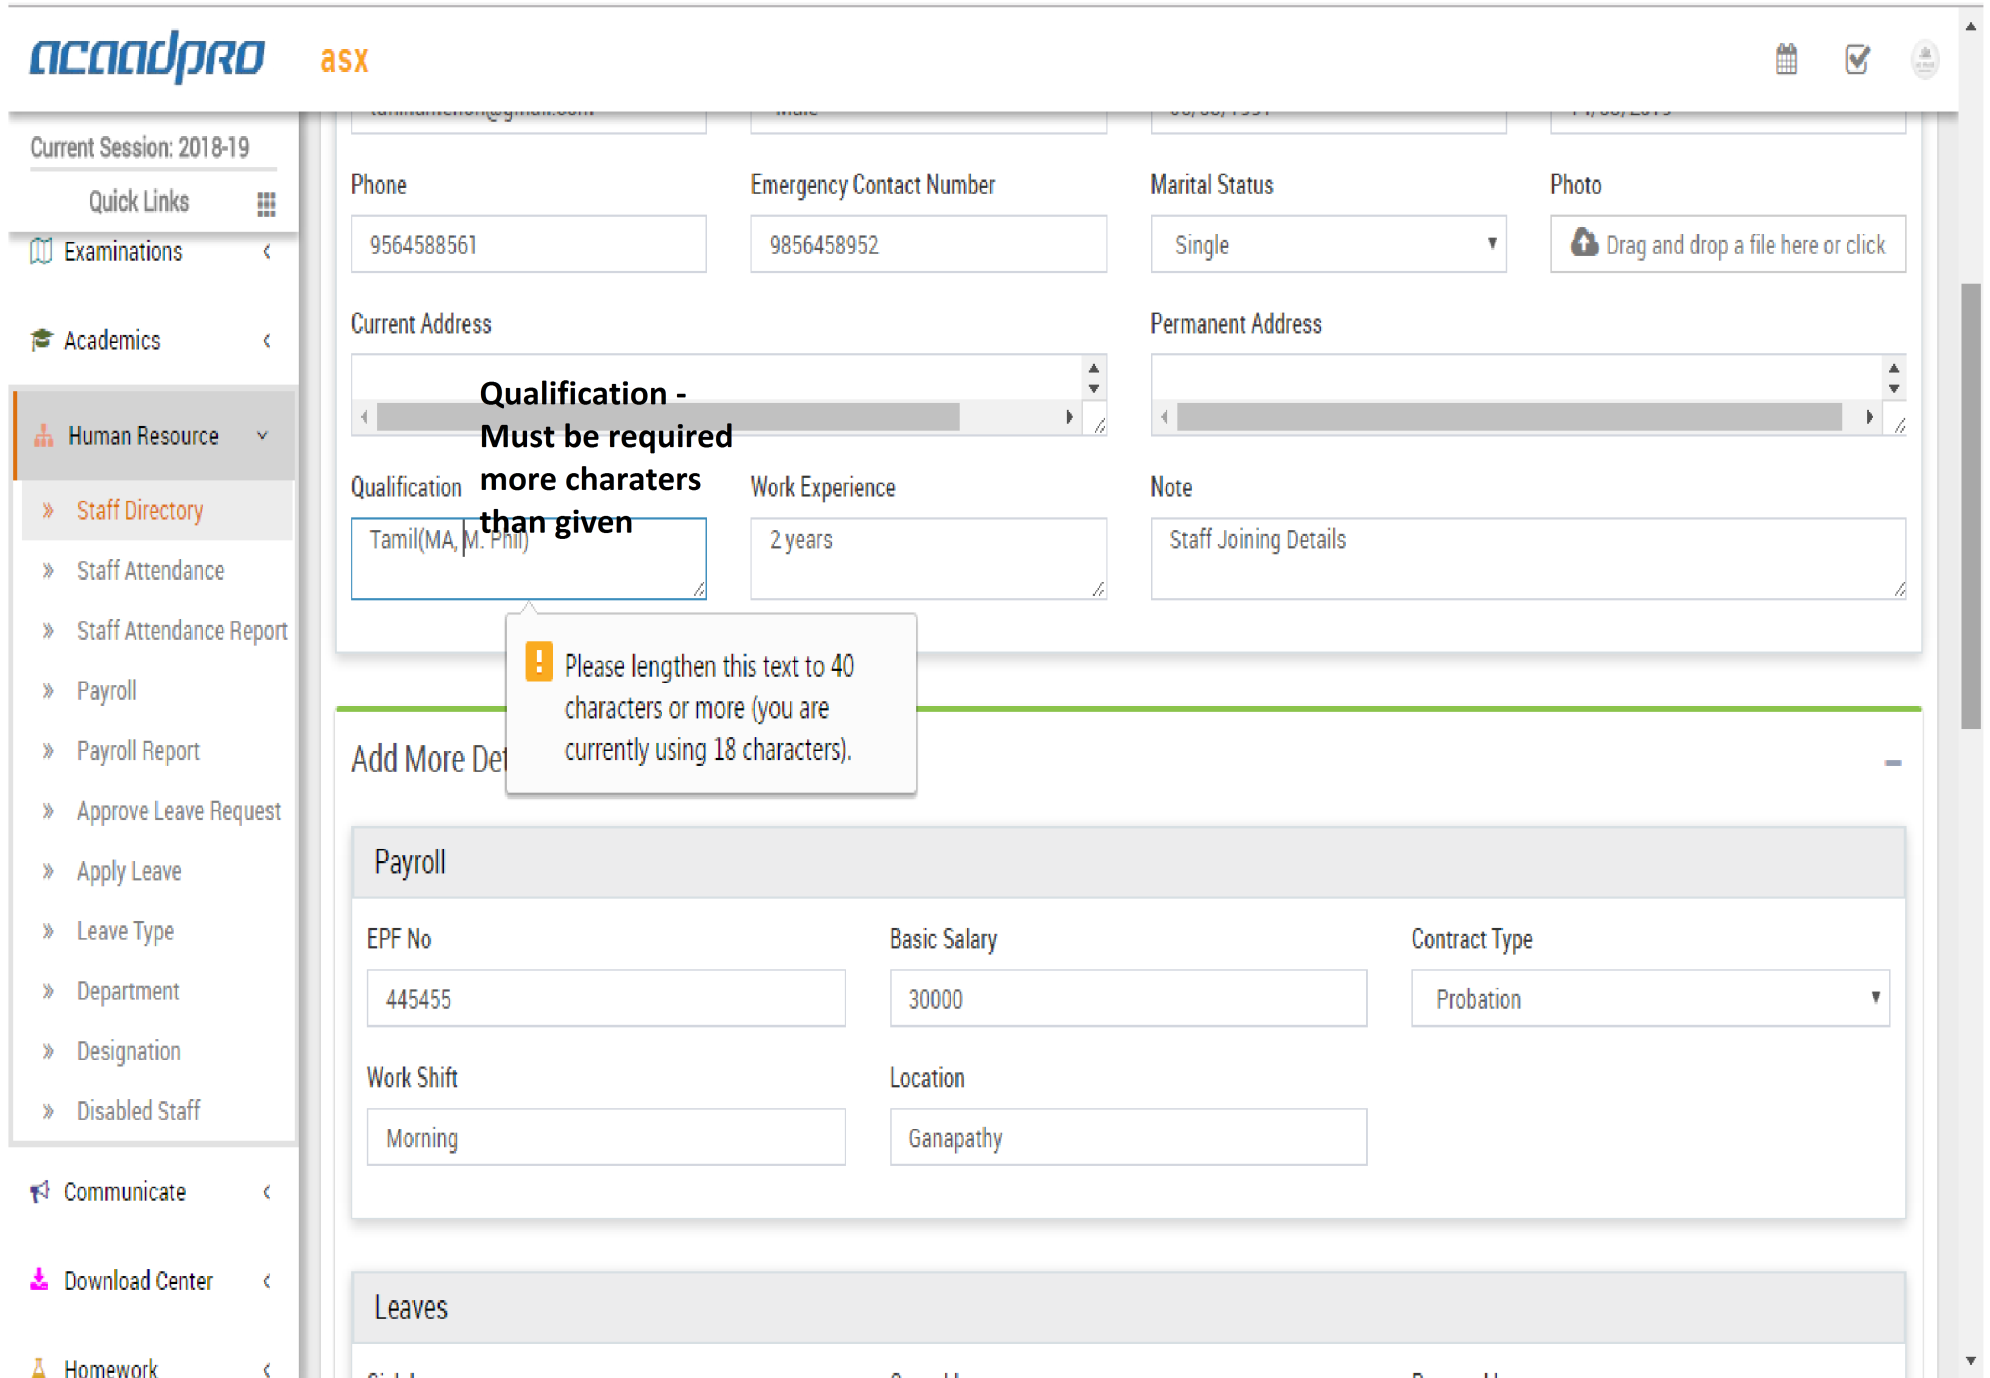 acaadpro
asx
Current Session: 2018-19
Quick Links
Examinations
Academics
Human Resource
Staff Directory
Staff Attendance
Staff Attendance Report
Payroll
Payroll Report
Approve Leave Request
Apply Leave
Leave Type
Department
Designation
Disabled Staff
Communicate
Download Center
Homework
Phone
Emergency Contact Number
Marital Status
Photo
9564588561
9856458952
Single
Drag and drop a file here or click
Current Address
Permanent Address
Qualification -
Must be required
more charaters
than given
Qualification
Work Experience
Note
Tamil(MA, M. Phil)
2 years
Staff Joining Details
Please lengthen this text to 40
characters or more (you are
currently using 18 characters).
Add More Det
Payroll
EPF No
Basic Salary
Contract Type
445455
30000
Probation
Work Shift
Location
Morning
Ganapathy
Leaves